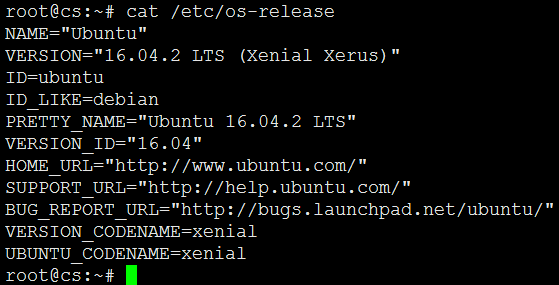 root@cs:~# cat /etc/os-release
NAME="Ubuntu"
VERSION="16.04.2 LTS (Xenial Xerus)"
ID=ubuntu
ID_LIKE=debian
PRETTY_NAME="Ubuntu 16.04.2 LTS"
VERSION_ID="16.04"
HOME_URL="http://www.ubuntu.com/"
SUPPORT_URL="http://help.ubuntu.com/"
BUG_REPORT_URL="http://bugs.launchpad.net/ubuntu/"
VERSION_CODENAME=xenial
UBUNTU_CODENAME=xenial
root@cs:~#